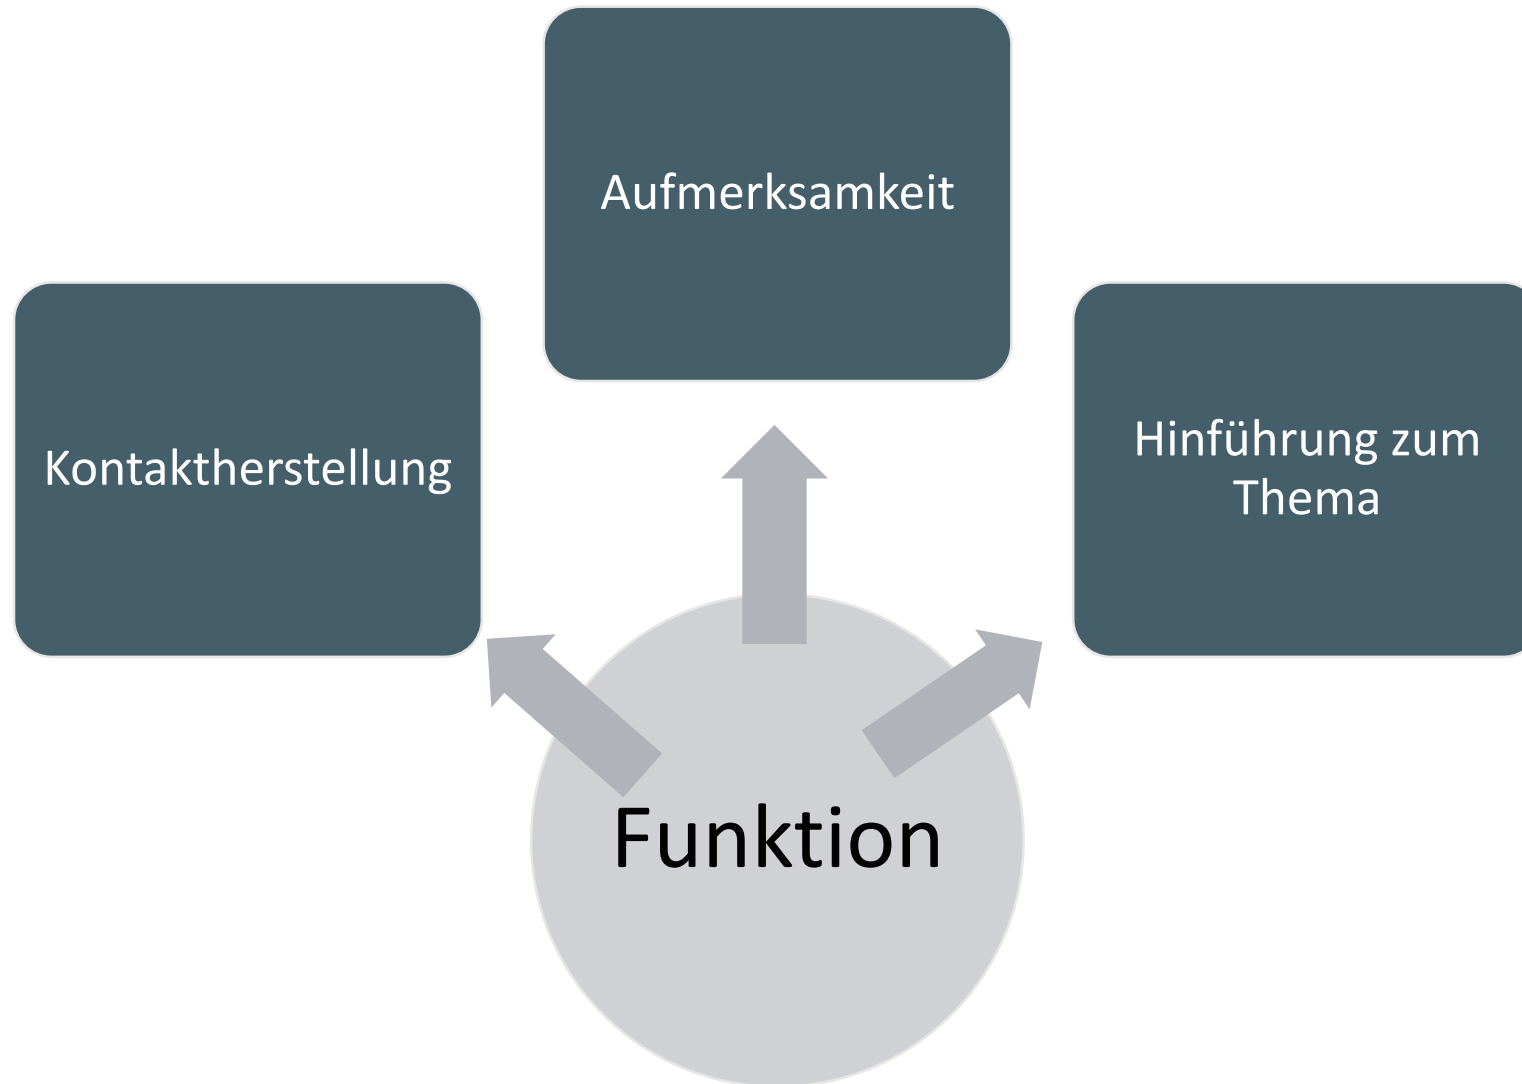 Aufmerksamkeit
Kontaktherstellung
Hinführung zum
Thema
Funktion